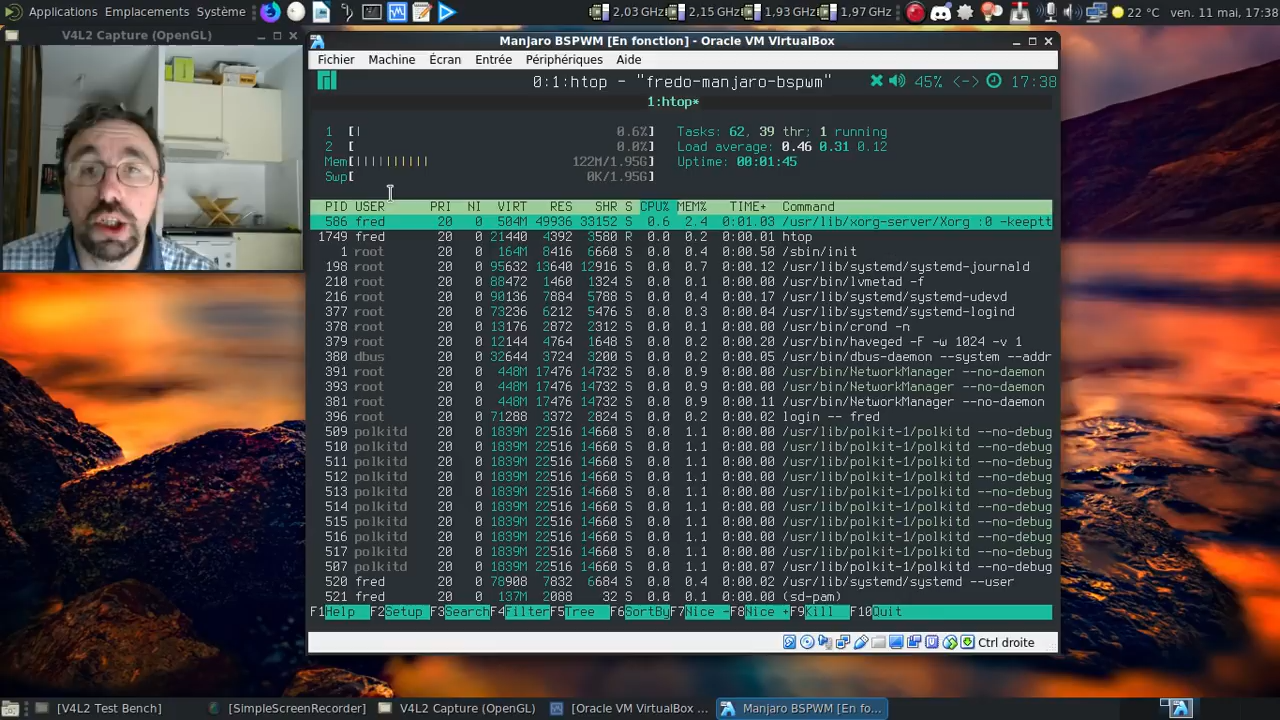 Applications Emplacements Système 2,03 GHz 2,15 GHz 1,93 GHz 1,97 GHz 22 °C ven. 11 mai, 17:38
V4L2 Capture (OpenGL)
Manjaro BSPWM [En fonction] - Oracle VM VirtualBox
Fichier Machine Écran Entrée Périphériques Aide
0:1:htop - "fredo-manjaro-bspwm" 45% <-> 17:38
1:htop*
1 [| 0.6%] Tasks: 62, 39 thr; 1 running
2 [ 0.0%] Load average: 0.46 0.31 0.12
Mem[|||||||||| 122M/1.95G] Uptime: 00:01:45
Swp[ 0K/1.95G]
PID USER PRI NI VIRT RES SHR S CPU% MEM% TIME+ Command
586 fred 20 0 504M 49936 33152 S 0.6 2.4 0:01.03 /usr/lib/xorg-server/Xorg :0 -keeptt
1749 fred 20 0 21440 4392 3580 R 0.0 0.2 0:00.01 htop
1 root 20 0 164M 8416 6660 S 0.0 0.4 0:00.50 /sbin/init
198 root 20 0 95632 13640 12916 S 0.0 0.7 0:00.12 /usr/lib/systemd/systemd-journald
210 root 20 0 88472 1460 1324 S 0.0 0.1 0:00.00 /usr/bin/lvmetad -f
216 root 20 0 90136 7884 5788 S 0.0 0.4 0:00.17 /usr/lib/systemd/systemd-udevd
377 root 20 0 73236 6212 5476 S 0.0 0.3 0:00.04 /usr/lib/systemd/systemd-logind
378 root 20 0 13176 2872 2312 S 0.0 0.1 0:00.00 /usr/bin/crond -n
379 root 20 0 12144 4764 1648 S 0.0 0.2 0:00.00 /usr/bin/haveged -F -w 1024 -v 1
380 dbus 20 0 32644 3724 3200 S 0.0 0.2 0:00.05 /usr/bin/dbus-daemon --system --addr
391 root 20 0 448M 17476 14732 S 0.0 0.9 0:00.00 /usr/bin/NetworkManager --no-daemon
393 root 20 0 448M 17476 14732 S 0.0 0.9 0:00.00 /usr/bin/NetworkManager --no-daemon
381 root 20 0 448M 17476 14732 S 0.0 0.9 0:00.11 /usr/bin/NetworkManager --no-daemon
396 root 20 0 71288 3372 2824 S 0.0 0.2 0:00.02 login -- fred
509 polkitd 20 0 1839M 22516 14660 S 0.0 1.1 0:00.00 /usr/lib/polkit-1/polkitd --no-debug
510 polkitd 20 0 1839M 22516 14660 S 0.0 1.1 0:00.00 /usr/lib/polkit-1/polkitd --no-debug
511 polkitd 20 0 1839M 22516 14660 S 0.0 1.1 0:00.00 /usr/lib/polkit-1/polkitd --no-debug
512 polkitd 20 0 1839M 22516 14660 S 0.0 1.1 0:00.00 /usr/lib/polkit-1/polkitd --no-debug
513 polkitd 20 0 1839M 22516 14660 S 0.0 1.1 0:00.00 /usr/lib/polkit-1/polkitd --no-debug
514 polkitd 20 0 1839M 22516 14660 S 0.0 1.1 0:00.00 /usr/lib/polkit-1/polkitd --no-debug
515 polkitd 20 0 1839M 22516 14660 S 0.0 1.1 0:00.00 /usr/lib/polkit-1/polkitd --no-debug
516 polkitd 20 0 1839M 22516 14660 S 0.0 1.1 0:00.00 /usr/lib/polkit-1/polkitd --no-debug
517 polkitd 20 0 1839M 22516 14660 S 0.0 1.1 0:00.00 /usr/lib/polkit-1/polkitd --no-debug
507 polkitd 20 0 1839M 22516 14660 S 0.0 1.1 0:00.07 /usr/lib/polkit-1/polkitd --no-debug
520 fred 20 0 78908 7832 6684 S 0.0 0.4 0:00.02 /usr/lib/systemd/systemd --user
521 fred 20 0 137M 2088 32 S 0.0 0.1 0:00.00 (sd-pam)
F1Help F2Setup F3SearchF4FilterF5Tree F6SortByF7Nice -F8Nice +F9Kill F10Quit
Ctrl droite
[V4L2 Test Bench] [SimpleScreenRecorder] V4L2 Capture (OpenGL) [Oracle VM VirtualBox ... Manjaro BSPWM [En fo...